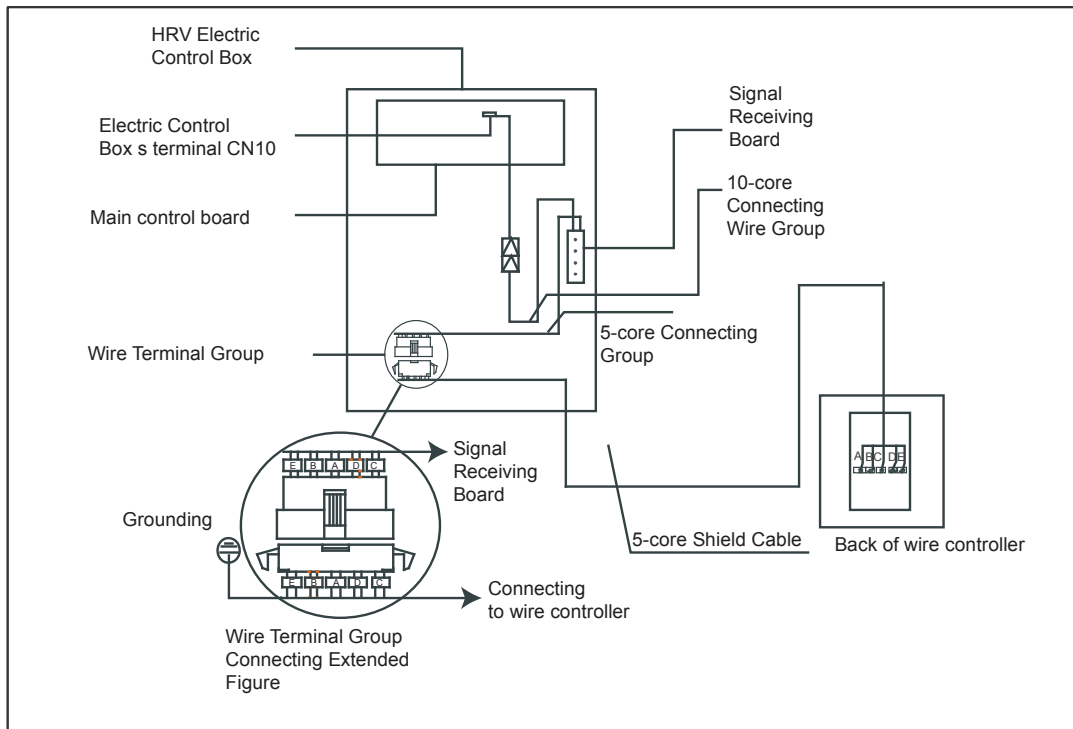 HRV Electric
Control Box
Electric Control
Box s terminal CN10
Main control board
Wire Terminal Group
Signal
Receiving
Board
10-core
Connecting
Wire Group
5-core Connecting
Group
A B C D E
Back of wire controller
5-core Shield Cable
Signal
Receiving
Board
E B A D C
Grounding
E B A D C
Connecting
to wire controller
Wire Terminal Group
Connecting Extended
Figure